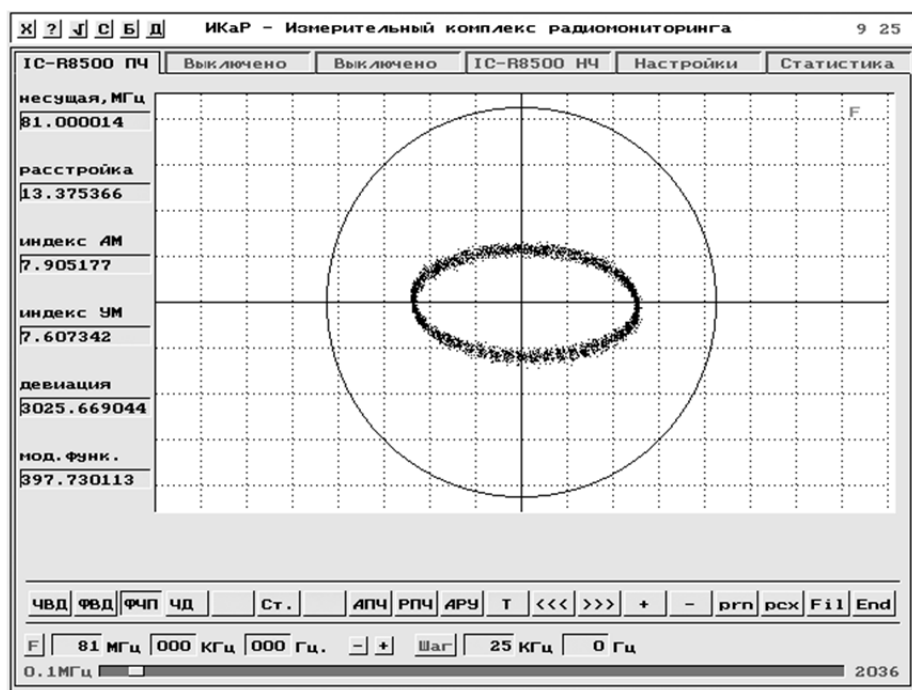 X ? √ С Б Д ИКаР - Измерительный комплекс радиомониторинга 9 25
IC-R8500 ПЧ Выключено Выключено IC-R8500 НЧ Настройки Статистика
несущая,МГц
81.000014
F
расстройка
13.375366
индекс АМ
7.905177
индекс УМ
7.607342
девиация
3025.669044
мод.функ.
397.730113
ЧВД ФВД ФЧП ЧД Ст. АПЧ РПЧ АРУ Т <<< >>> + - prn pcx Fil End
F 81 МГц 000 КГц 000 Гц. - + Шаг 25 КГц 0 Гц
0.1МГц 2036